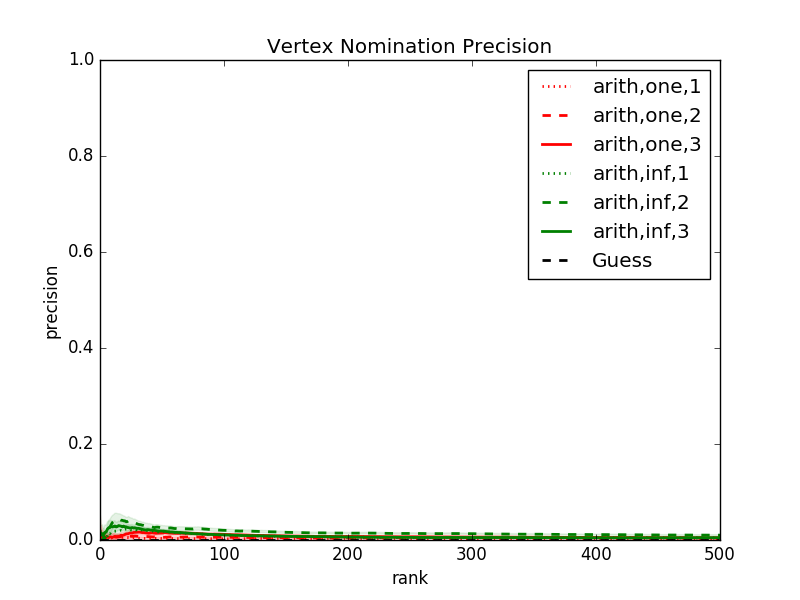 Vertex Nomination Precision
1.0
0.8
0.6
0.4
0.2
0.0
precision
arith,one,1
arith,one,2
arith,one,3
arith,inf,1
arith,inf,2
arith,inf,3
Guess
0 100 200 300 400 500
rank